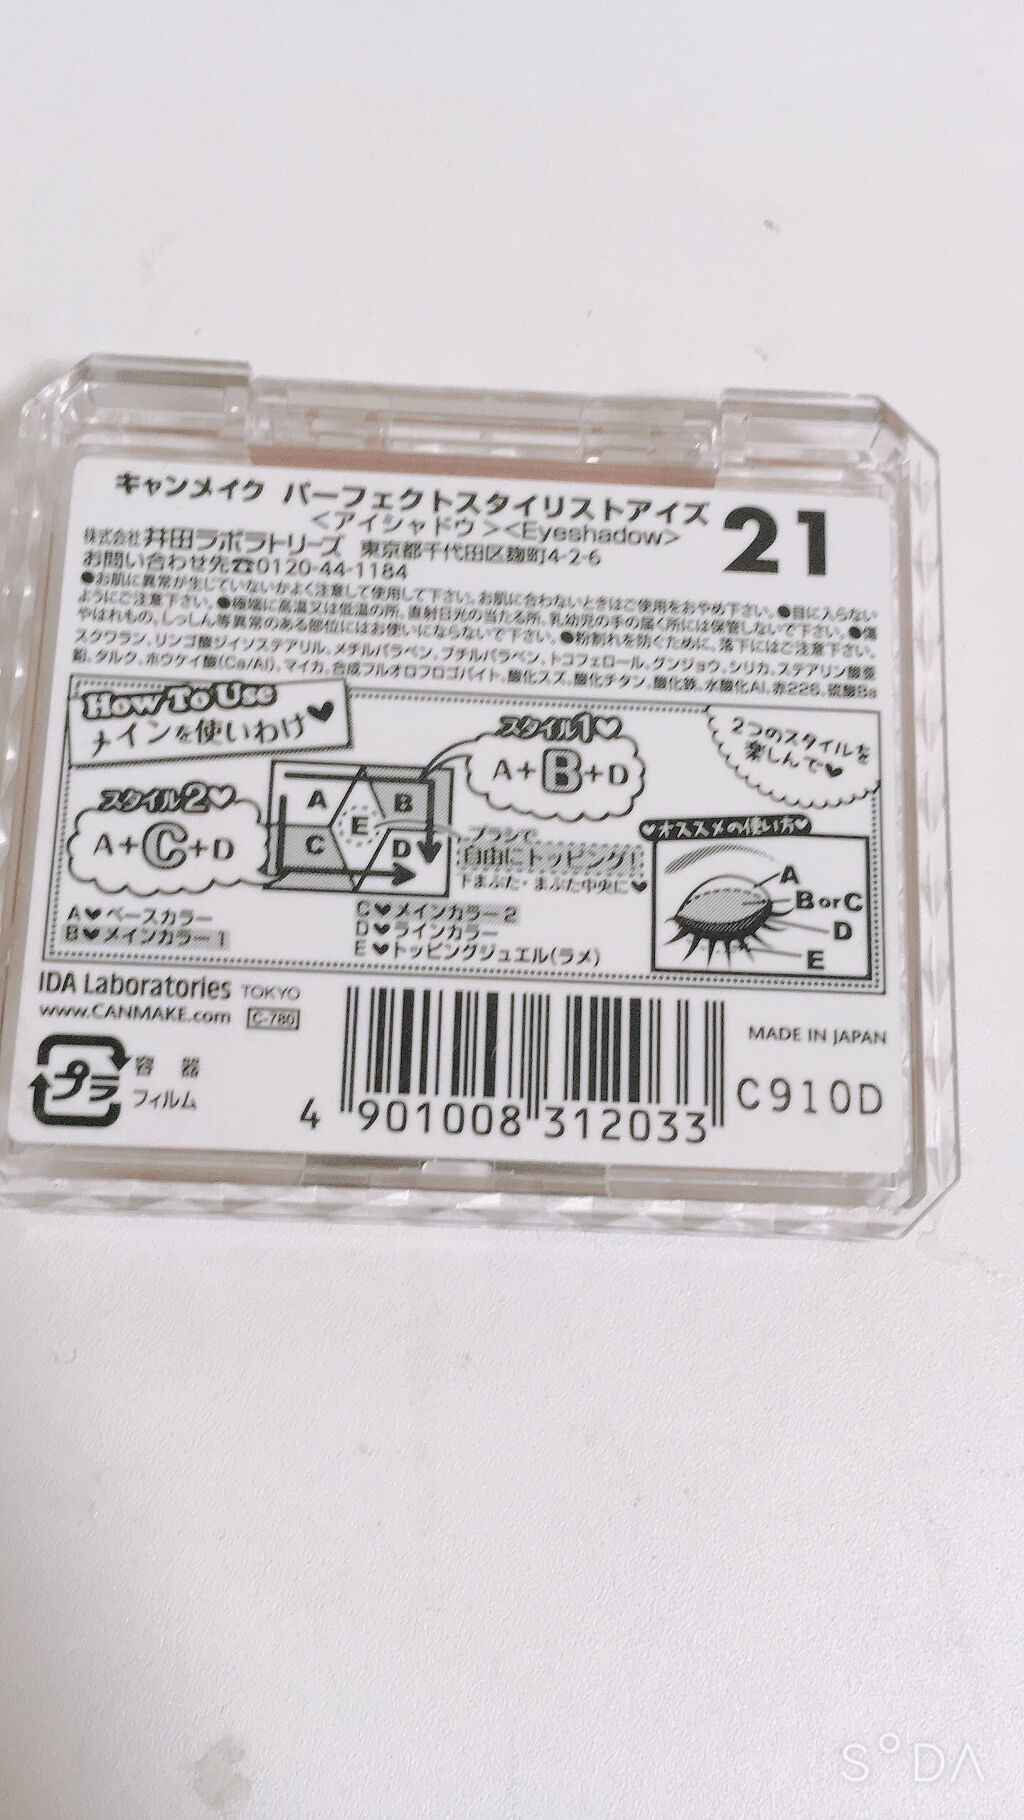 キャンメイク パーフェクトスタイリストアイズ 21
<アイシャドウ><Eyeshadow>
株式会社 井田ラボラトリーズ 東京都千代田区麹町4-2-6
お問い合わせ先☎0120-44-1184
●お肌に異常が生じていないかよく注意して使用して下さい。お肌に合わないときはご使用をおやめ下さい。●目に入らない
ようにご注意下さい。●極端に高温又は低温の所、直射日光の当たる所、乳幼児の手の届く所には保管しないで下さい。●傷
やはれもの、しっしん等異常のある部位にはお使いにならないで下さい。●粉割れを防ぐために、落下にはご注意下さい。
スクワラン、リンゴ酸ジイソステアリル、メチルパラベン、ブチルパラベン、トコフェロール、グンジョウ、シリカ、ステアリン酸亜
鉛、タルク、ホウケイ酸(Ca/Al)、マイカ、合成フルオロフロゴパイト、酸化スズ、酸化チタン、酸化鉄、水酸化Al、赤226、硫酸Ba
How To Use
メインを使いわけ♥
スタイル1♡
A+B+D
2つのスタイルを
楽しんで♥
スタイル2♡
A+C+D
A
B
E
C
D
ブラシで
自由にトッピング!
下まぶた・まぶた中央に♥
♥オススメの使い方♥
A
B or C
D
E
A♥ベースカラー
B♥メインカラー1
C♥メインカラー2
D♥ラインカラー
E♥トッピングジュエル(ラメ)
IDA Laboratories TOKYO
www.CANMAKE.com C-780
MADE IN JAPAN
プラ
容器
フィルム
4 901008 312033
C910D
SODA